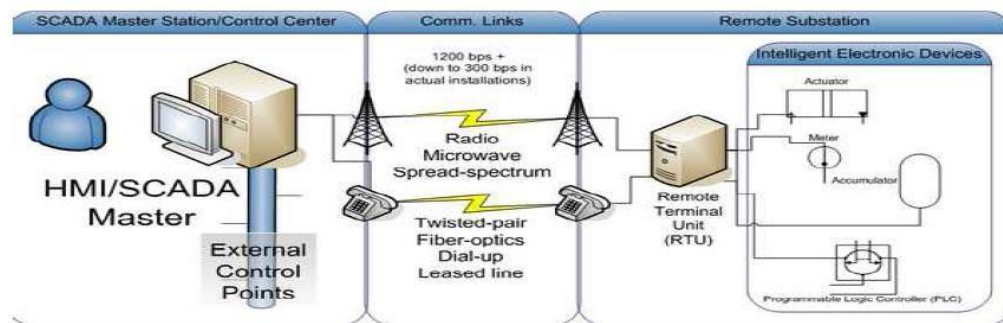 SCADA Master Station/Control Center
HMI/SCADA
Master
External
Control
Points
Comm. Links
1200 bps +
(down to 300 bps in
actual installations)
Radio
Microwave
Spread-spectrum
Twisted-pair
Fiber-optics
Dial-up
Leased line
Remote Substation
Remote
Terminal
Unit
(RTU)
Intelligent Electronic Devices
Actuator
Meter
Accumulator
Programmable Logic Controller (PLC)